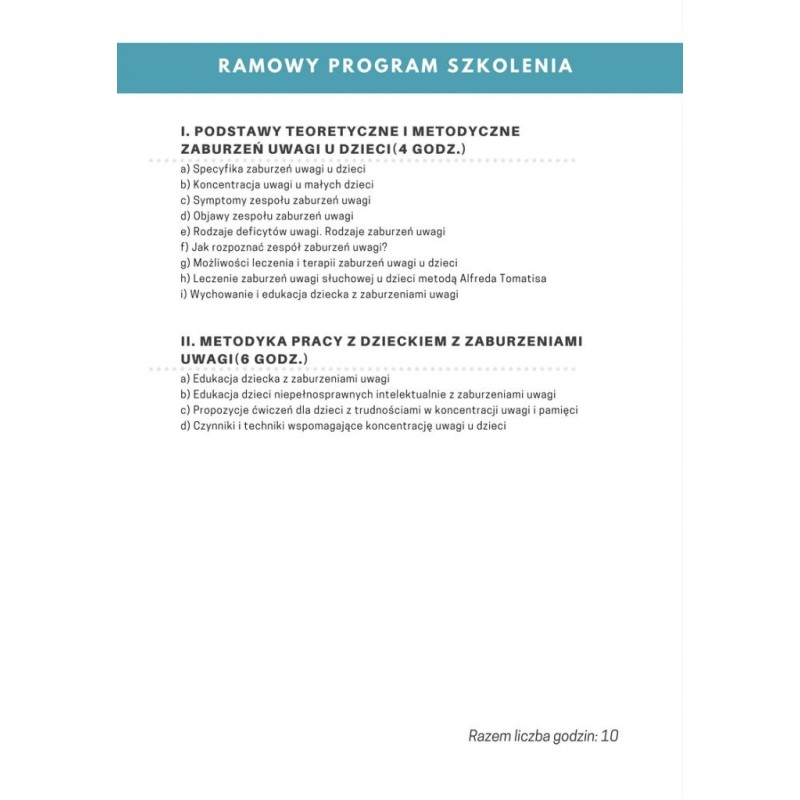 RAMOWY PROGRAM SZKOLENIA
I. PODSTAWY TEORETYCZNE I METODYCZNE
ZABURZEŃ UWAGI U DZIECI(4 GODZ.)
a) Specyfika zaburzeń uwagi u dzieci
b) Koncentracja uwagi u małych dzieci
c) Symptomy zespołu zaburzeń uwagi
d) Objawy zespołu zaburzeń uwagi
e) Rodzaje deficytów uwagi. Rodzaje zaburzeń uwagi
f) Jak rozpoznać zespół zaburzeń uwagi?
g) Możliwości leczenia i terapii zaburzeń uwagi u dzieci
h) Leczenie zaburzeń uwagi słuchowej u dzieci metodą Alfreda Tomatisa
i) Wychowanie i edukacja dziecka z zaburzeniami uwagi
II. METODYKA PRACY Z DZIECKIEM Z ZABURZENIAMI
UWAGI(6 GODZ.)
a) Edukacja dziecka z zaburzeniami uwagi
b) Edukacja dzieci niepełnosprawnych intelektualnie z zaburzeniami uwagi
c) Propozycje ćwiczeń dla dzieci z trudnościami w koncentracji uwagi i pamięci
d) Czynniki i techniki wspomagające koncentrację uwagi u dzieci
Razem liczba godzin: 10